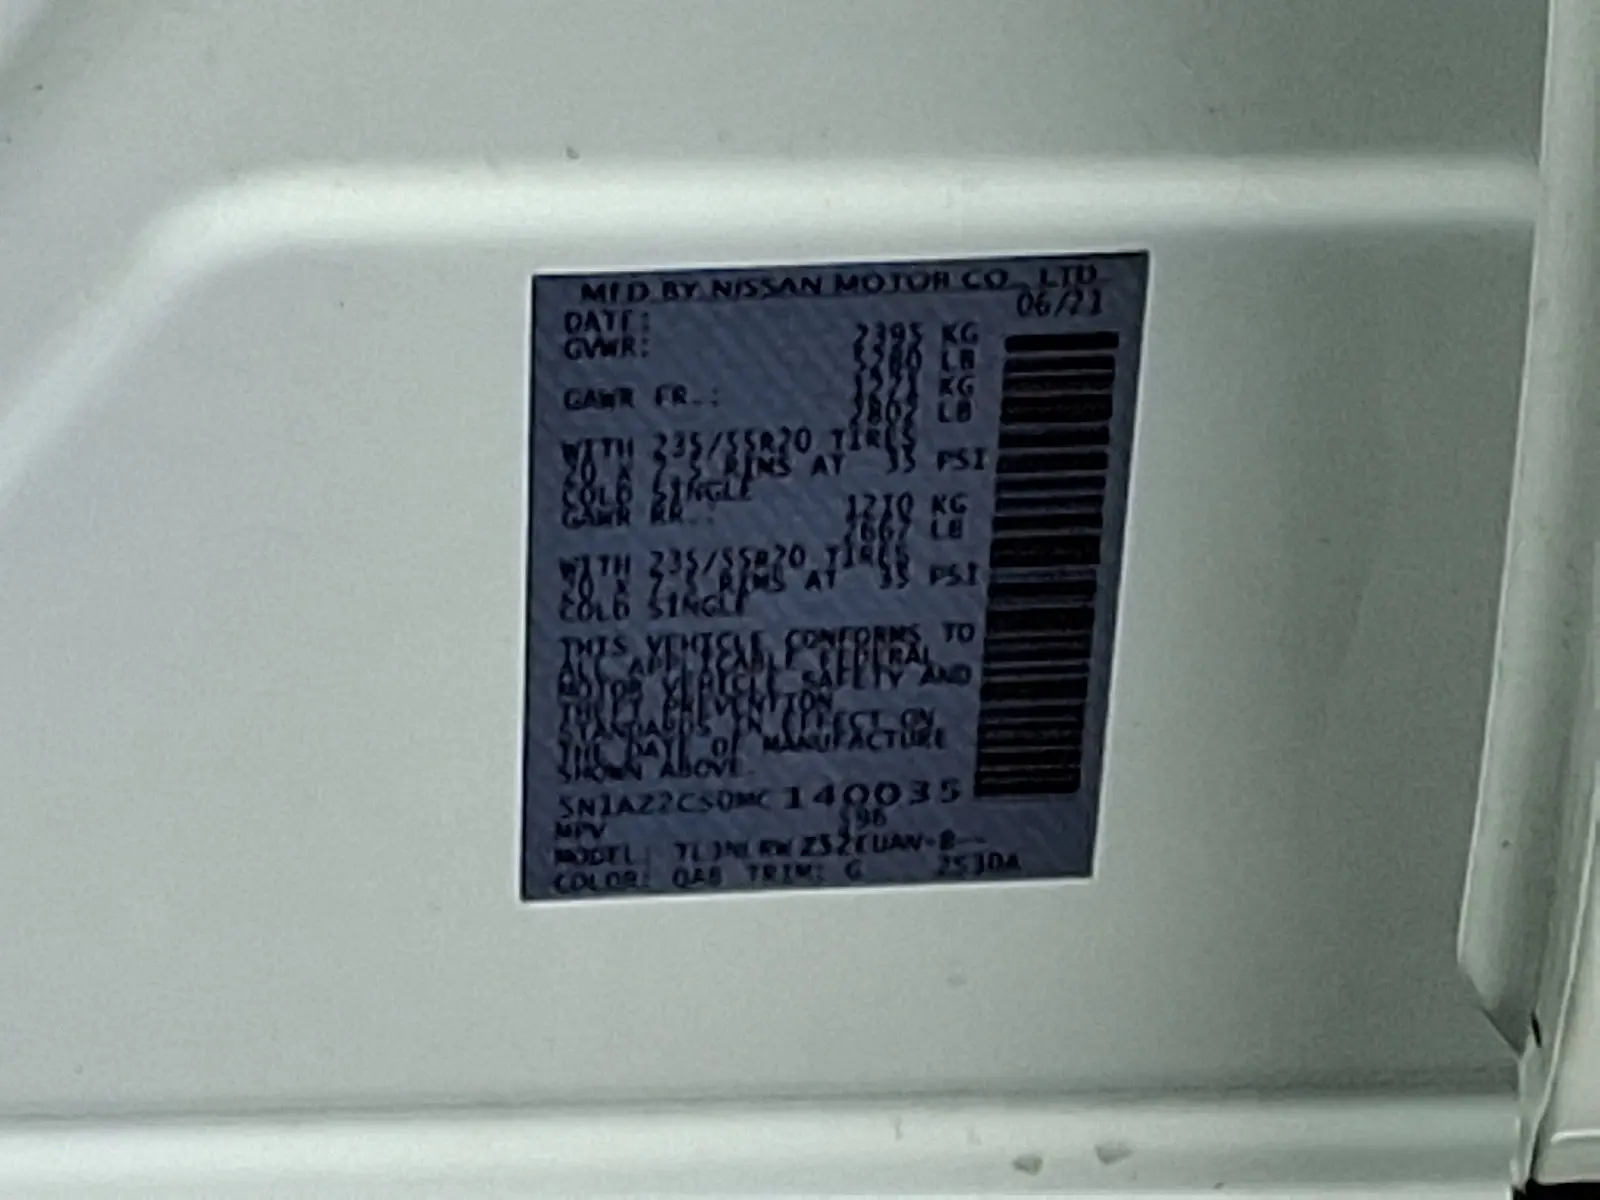 MFD BY NISSAN MOTOR CO., LTD.
DATE: 06/21
GVWR: 2395 KG
5280 LB
GAWR FR.: 1271 KG
2802 LB
WITH 235/55R20 TIRES
20 X 7.5 RIMS AT 35 PSI
COLD SINGLE
GAWR RR.: 1210 KG
2667 LB
WITH 235/55R20 TIRES
20 X 7.5 RIMS AT 35 PSI
COLD SINGLE
THIS VEHICLE CONFORMS TO
ALL APPLICABLE FEDERAL
MOTOR VEHICLE SAFETY AND
THEFT PREVENTION
STANDARDS IN EFFECT ON
THE DATE OF MANUFACTURE
SHOWN ABOVE.
5N1AZ2CS0MC140035
MPV
MODEL:
COLOR: QAB TRIM: G 2530A